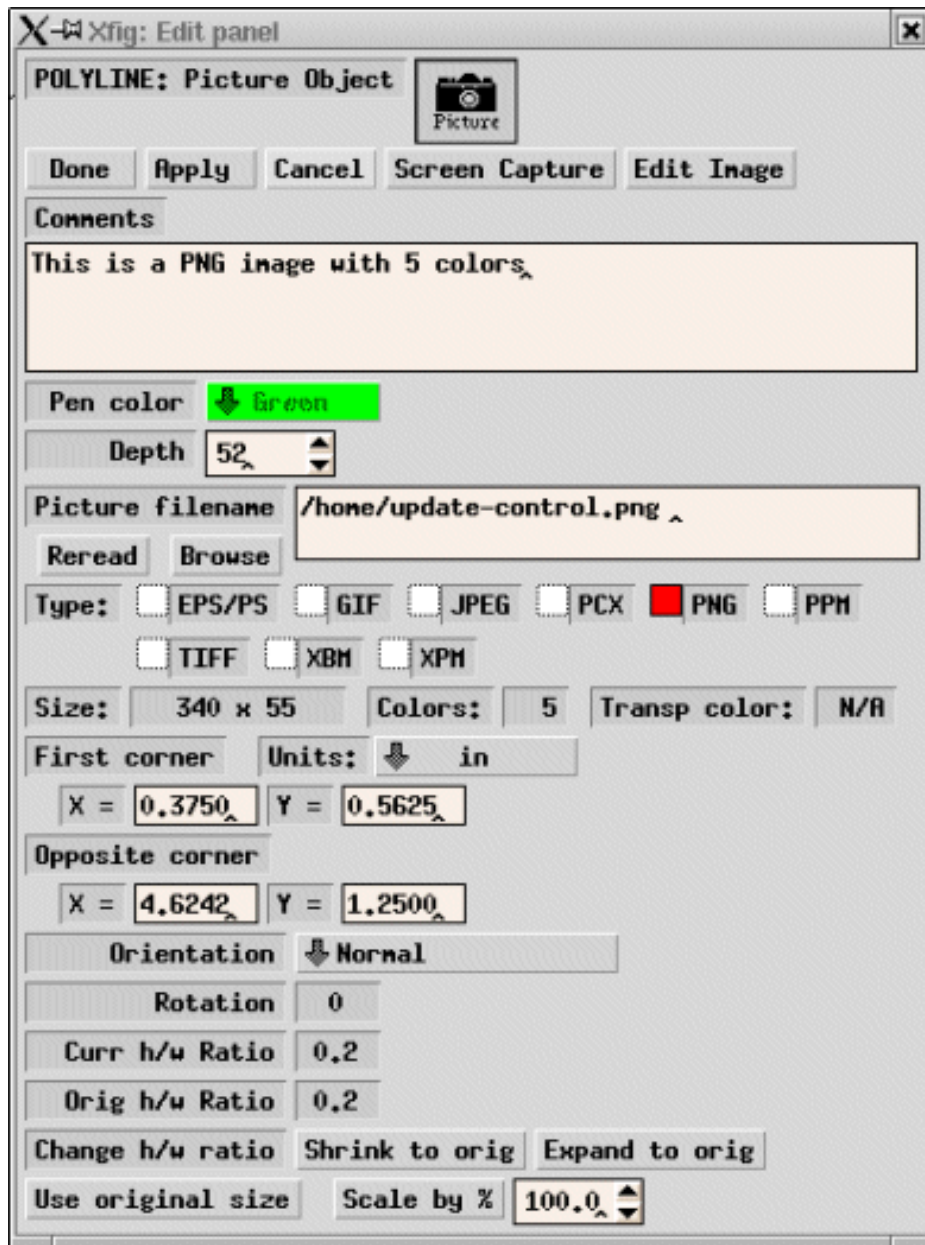 Xfig: Edit panel
POLYLINE: Picture Object
Picture
Done Apply Cancel Screen Capture Edit Image
Comments
This is a PNG image with 5 colors
Pen color Green
Depth 52
Picture filename /home/update-control.png
Reread Browse
Type: EPS/PS GIF JPEG PCX PNG PPM
TIFF XBM XPM
Size: 340 x 55 Colors: 5 Transp color: N/A
First corner Units: in
X = 0.3750 Y = 0.5625
Opposite corner
X = 4.6242 Y = 1.2500
Orientation Normal
Rotation 0
Curr h/w Ratio 0.2
Orig h/w Ratio 0.2
Change h/w ratio Shrink to orig Expand to orig
Use original size Scale by % 100.0